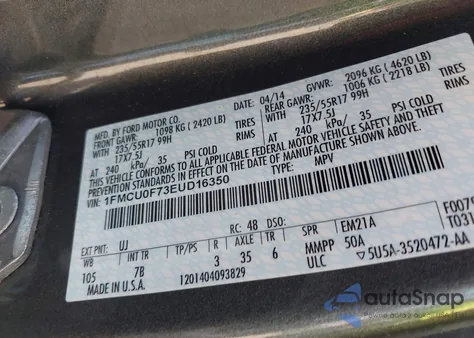 MFD. BY FORD MOTOR CO.
DATE: 04/14 GVWR: 2096 KG ( 4620 LB)
FRONT GAWR: 1098 KG ( 2420 LB) REAR GAWR: 1006 KG ( 2218 LB)
WITH 235/55R17 99H TIRES WITH 235/55R17 99H TIRES
17X7.5J RIMS 17X7.5J RIMS
AT 240 kPa/ 35 PSI COLD AT 240 kPa/ 35 PSI COLD
THIS VEHICLE CONFORMS TO ALL APPLICABLE FEDERAL MOTOR VEHICLE SAFETY AND THEFT
PREVENTION STANDARDS IN EFFECT ON THE DATE OF MANUFACTURE SHOWN ABOVE.
VIN: 1FMCU0F73EUD16350
TYPE: MPV
EXT PNT: UJ RC: 48 DSO: EM21A F0079
WB INT TR TP/PS R AXLE TR MMPP 50A T031
105 7B 3 35 6 ULC 5U5A-3520472-AA
MADE IN U.S.A. 1201404093829
autoSnap